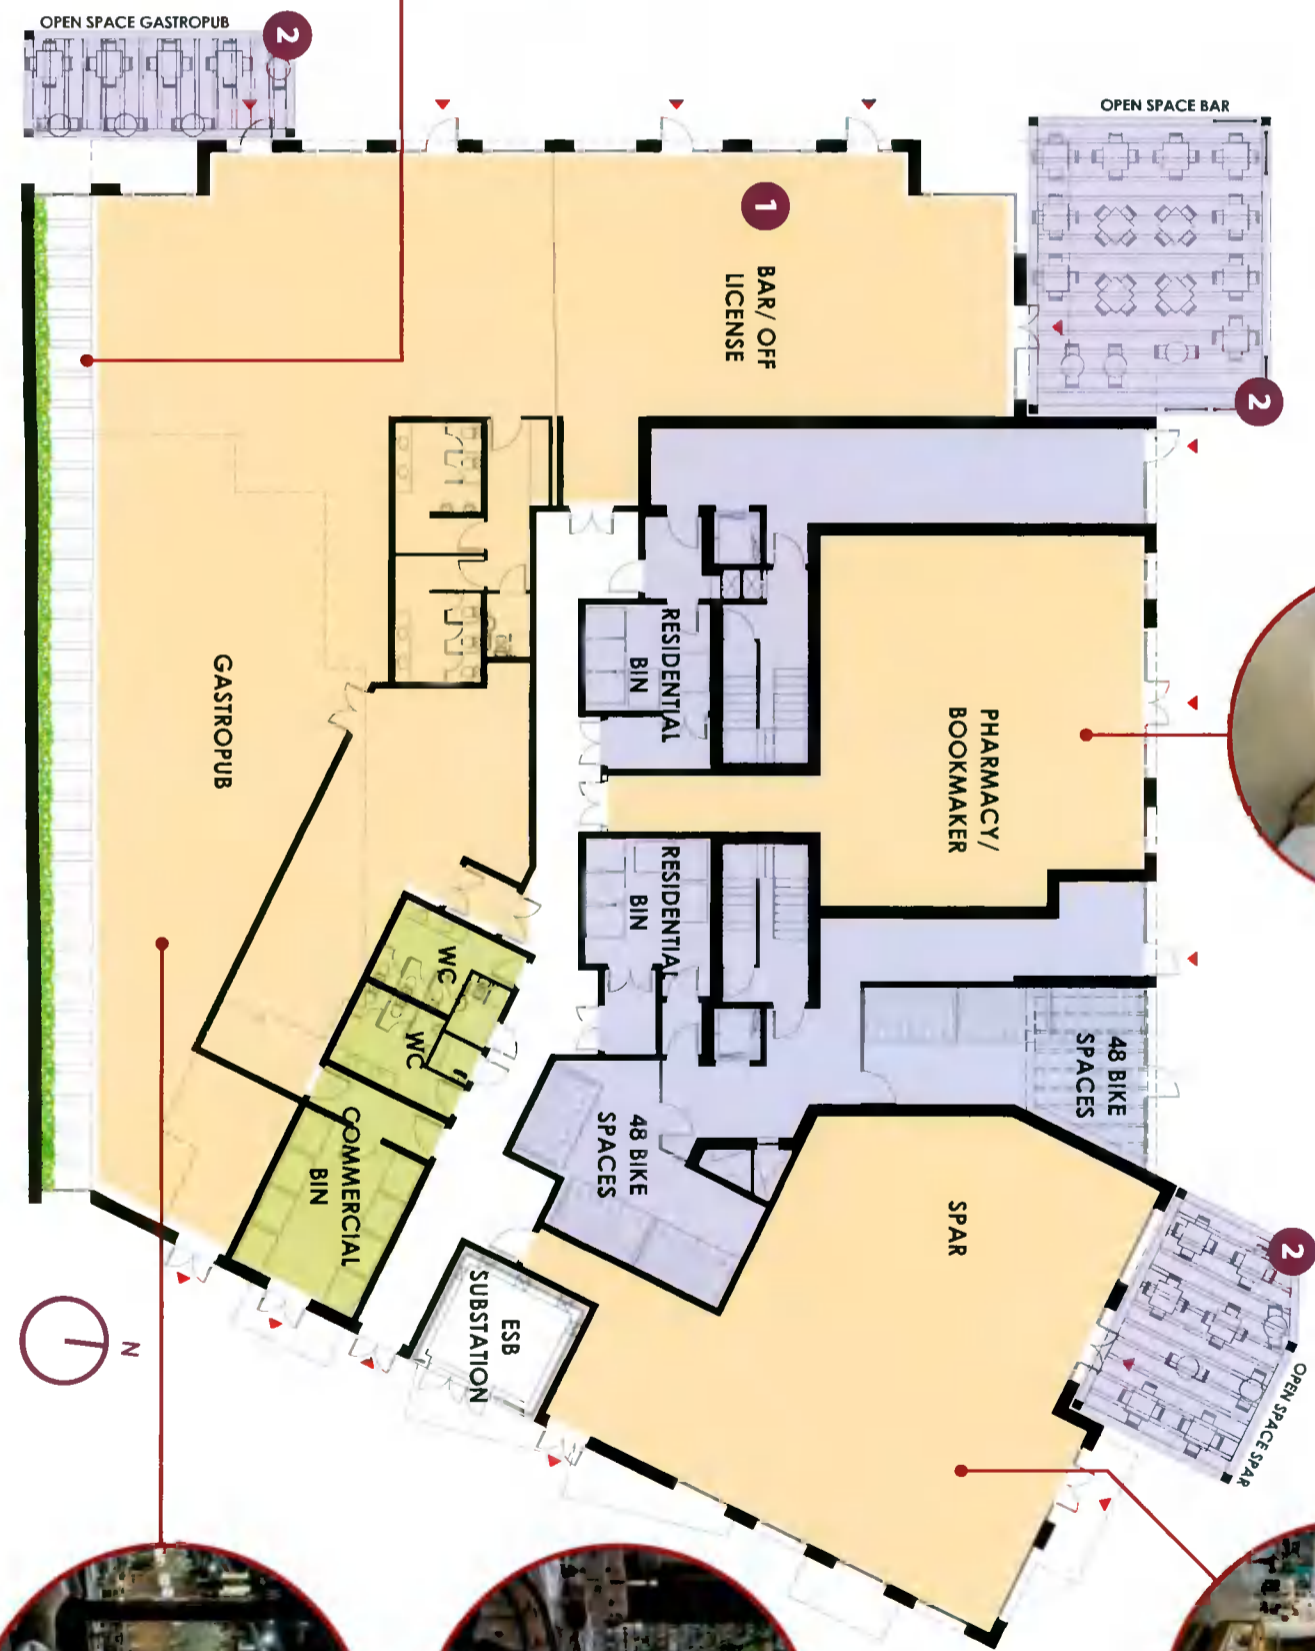 OPEN SPACE GASTROPUB
2
OPEN SPACE BAR
1
BAR/ OFF
LICENSE
2
RESIDENTIAL
BIN
PHARMACY/
BOOKMAKER
GASTROPUB
RESIDENTIAL
BIN
WC
WC
48 BIKE
SPACES
COMMERCIAL
BIN
48 BIKE
SPACES
SPAR
2
ESB
SUBSTATION
N
OPEN SPACE SPAR